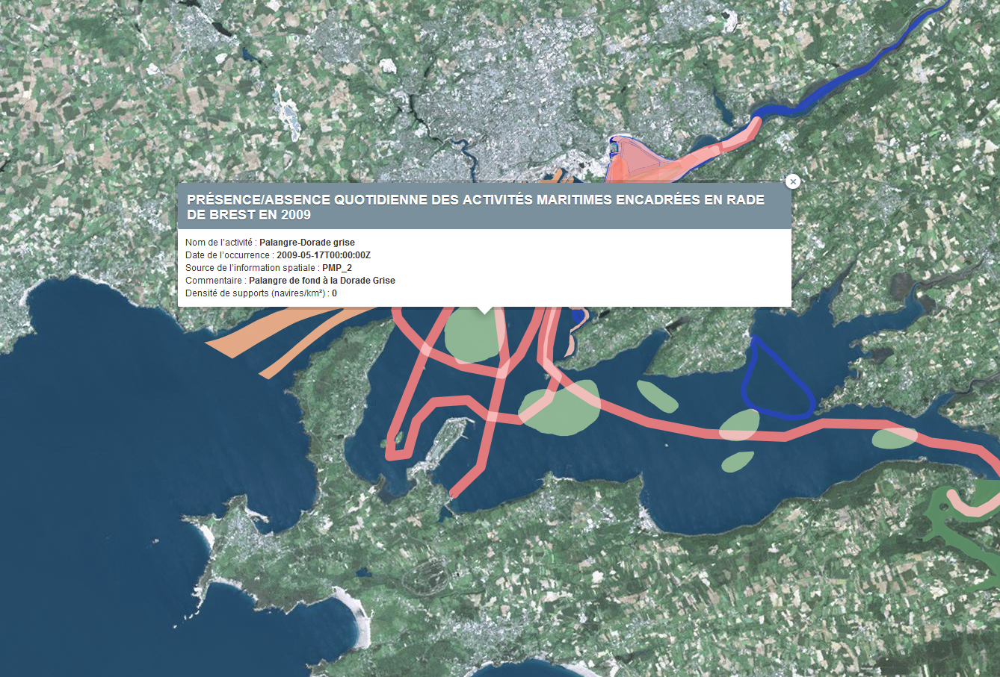 PRÉSENCE/ABSENCE QUOTIDIENNE DES ACTIVITÉS MARITIMES ENCADRÉES EN RADE
DE BREST EN 2009
Nom de l'activité : Palangre-Dorade grise
Date de l'occurrence : 2009-05-17T00:00:00Z
Source de l'information spatiale : PMP_2
Commentaire : Palangre de fond à la Dorade Grise
Densité de supports (navires/km²) : 0